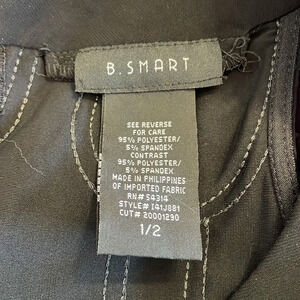 B.SMART
SEE REVERSE
FOR CARE
95% POLYESTER/
5% SPANDEX
CONTRAST
95% POLYESTER/
5% SPANDEX
MADE IN PHILIPPINES
OF IMPORTED FABRIC
RN# 54314
STYLE# I41J881
CUT# 20001290
1/2